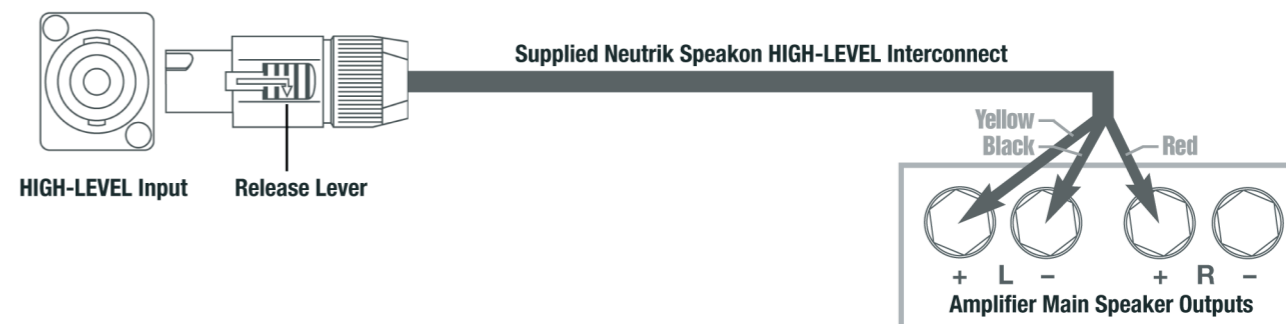 Supplied Neutrik Speakon HIGH-LEVEL Interconnect
Yellow
Black
Red
HIGH-LEVEL Input
Release Lever
+ L – + R –
Amplifier Main Speaker Outputs